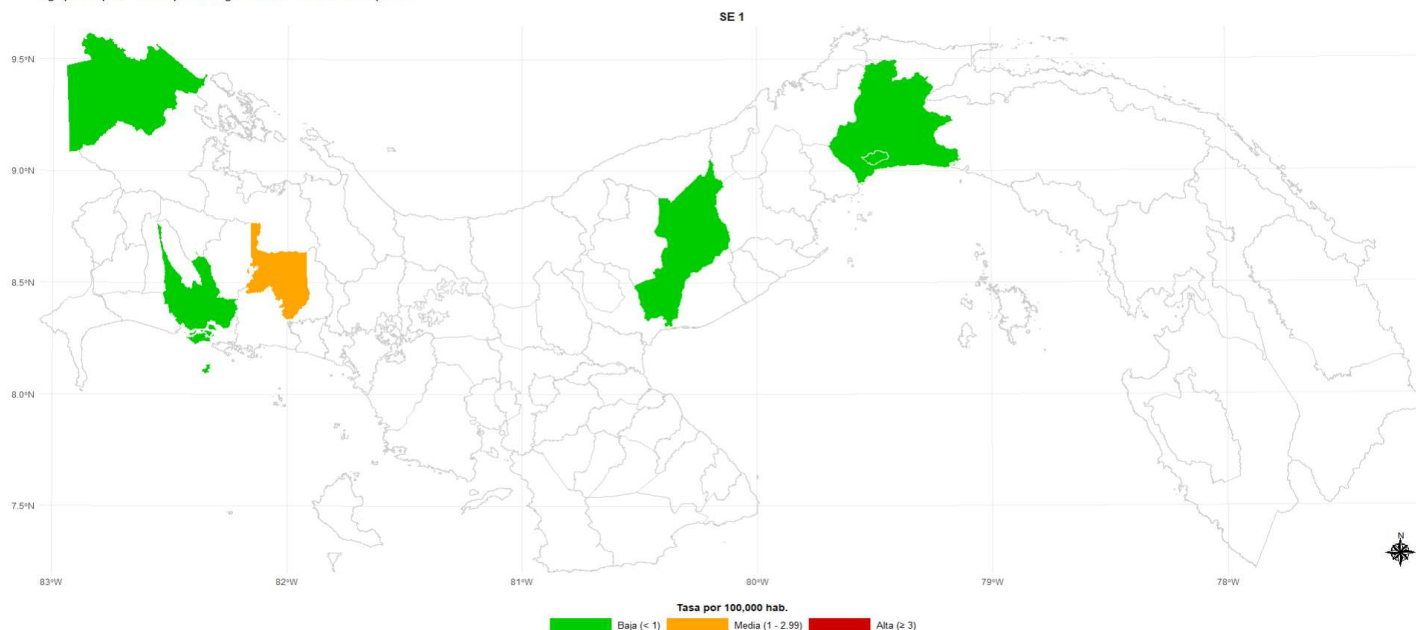 SE 1
9.5°N
9.0°N
8.5°N
8.0°N
7.5°N
N
83°W 82°W 81°W 80°W 79°W 78°W
Tasa por 100,000 hab.
Baja (< 1) Media (1 - 2.99) Alta (≥ 3)